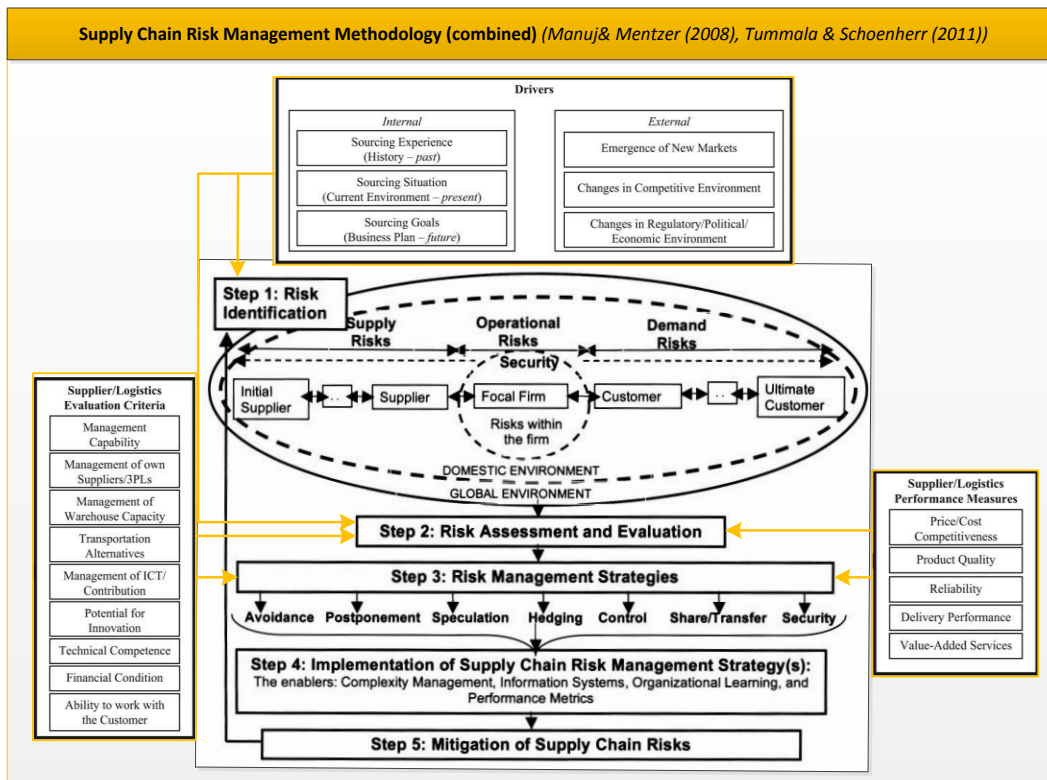 Supply Chain Risk Management Methodology (combined) (Manuj& Mentzer (2008), Tummala & Schoenherr (2011))
Drivers
Internal
Sourcing Experience
(History – past)
Sourcing Situation
(Current Environment – present)
Sourcing Goals
(Business Plan – future)
External
Emergence of New Markets
Changes in Competitive Environment
Changes in Regulatory/Political/
Economic Environment
Step 1: Risk
Identification
Supply
Risks
Operational
Risks
Demand
Risks
Security
Initial
Supplier
..
Supplier
Focal Firm
Customer
..
Ultimate
Customer
Risks within
the firm
DOMESTIC ENVIRONMENT
GLOBAL ENVIRONMENT
Supplier/Logistics
Evaluation Criteria
Management
Capability
Management of own
Suppliers/3PLs
Management of
Warehouse Capacity
Transportation
Alternatives
Management of ICT/
Contribution
Potential for
Innovation
Technical Competence
Financial Condition
Ability to work with
the Customer
Supplier/Logistics
Performance Measures
Price/Cost
Competitiveness
Product Quality
Reliability
Delivery Performance
Value-Added Services
Step 2: Risk Assessment and Evaluation
Step 3: Risk Management Strategies
Avoidance Postponement Speculation Hedging Control Share/Transfer Security
Step 4: Implementation of Supply Chain Risk Management Strategy(s):
The enablers: Complexity Management, Information Systems, Organizational Learning, and
Performance Metrics
Step 5: Mitigation of Supply Chain Risks